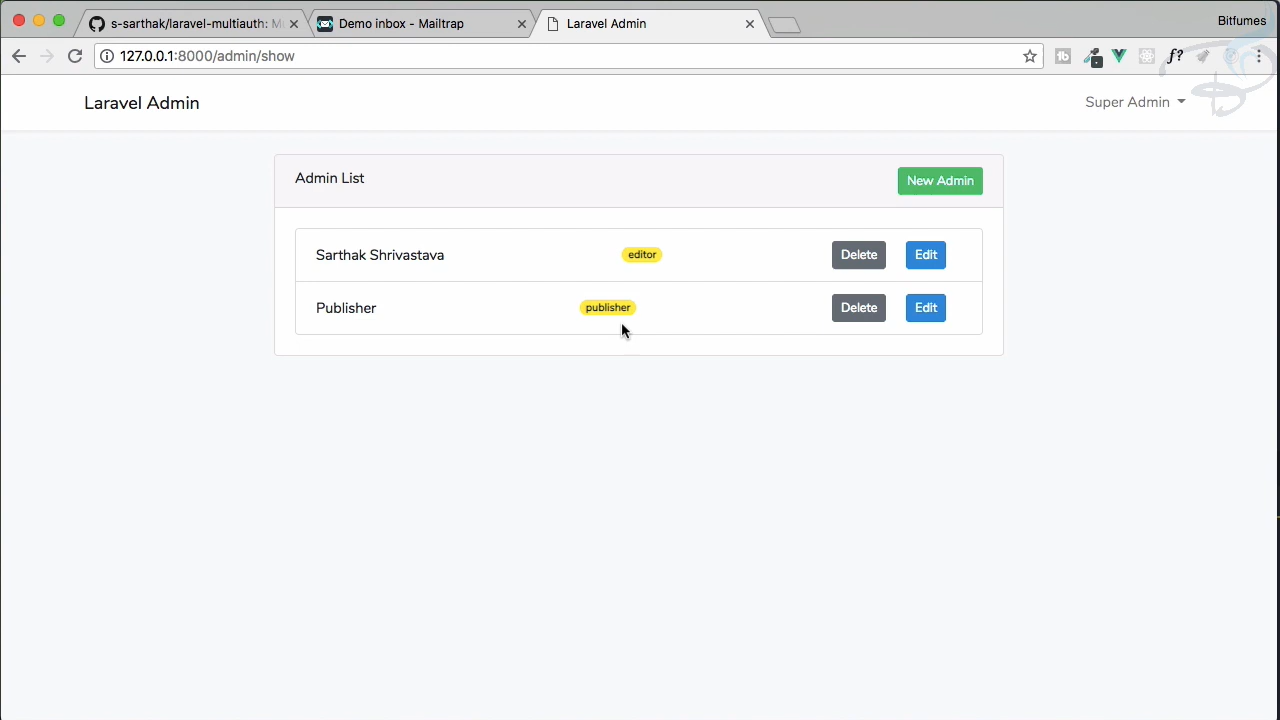 s-sarthak/laravel-multiauth: M
Demo inbox - Mailtrap
Laravel Admin
Bitfumes
127.0.0.1:8000/admin/show
Laravel Admin
Super Admin
Admin List
New Admin
Sarthak Shrivastava
editor
Delete
Edit
Publisher
publisher
Delete
Edit